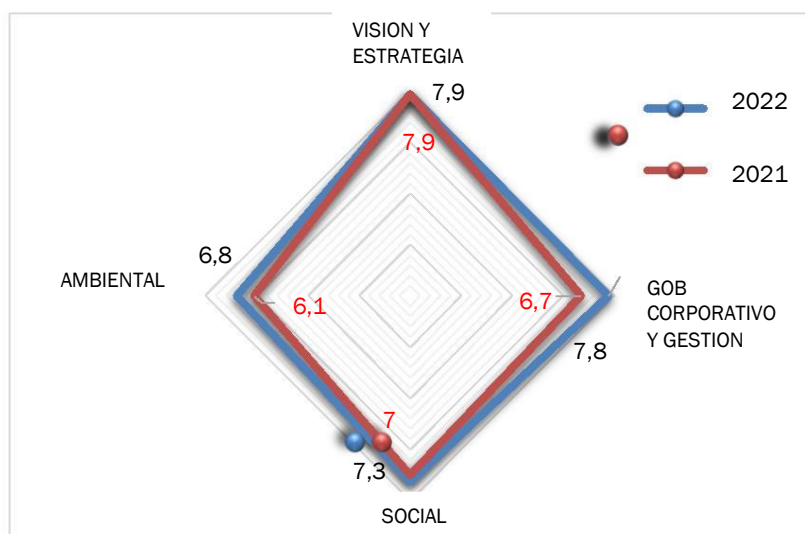 VISION Y
ESTRATEGIA
7,9
2022
7,9
2021
6,8
AMBIENTAL
6,1
6,7
GOB
CORPORATIVO
Y GESTION
7,8
7
7,3
SOCIAL